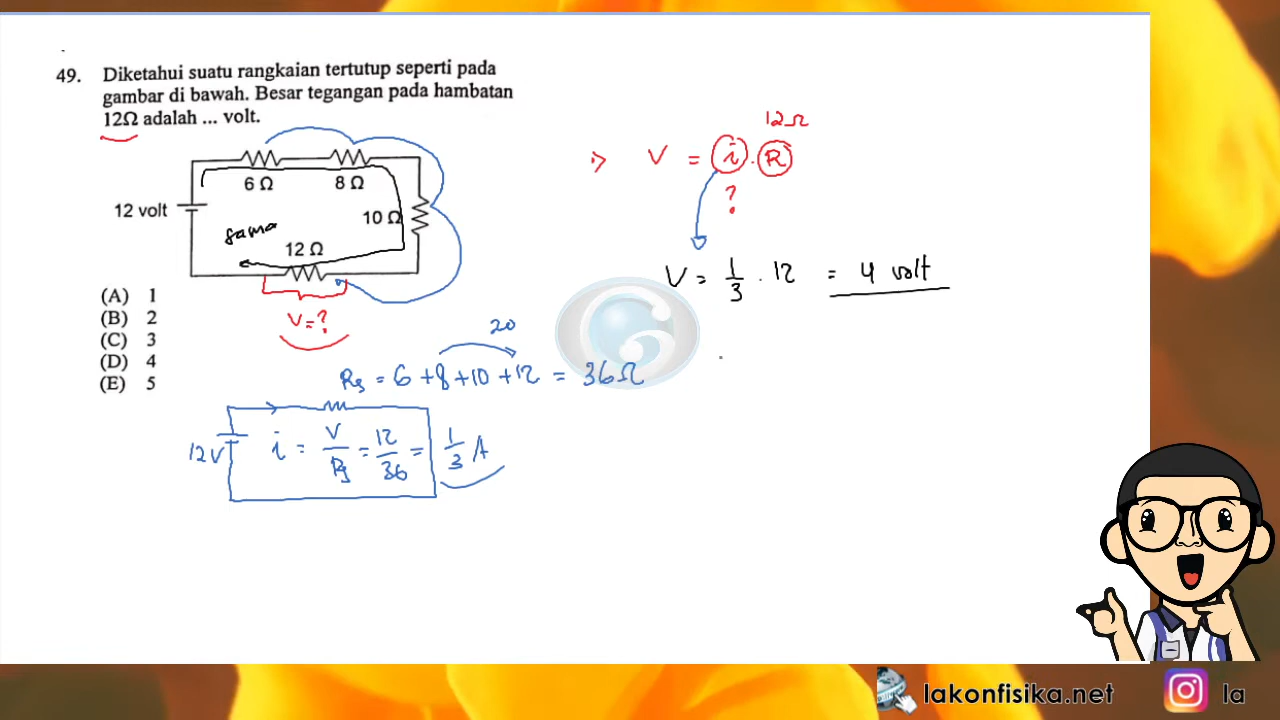 49. Diketahui suatu rangkaian tertutup seperti pada
gambar di bawah. Besar tegangan pada hambatan
12Ω adalah ... volt.
6 Ω
8 Ω
12 volt
10 Ω
sama
12 Ω
V = ?
(A) 1
(B) 2
(C) 3
(D) 4
(E) 5
12Ω
⇒ V = i . R
?
V = 1/3 . 12 = 4 volt
20
Rs = 6 + 8 + 10 + 12 = 36Ω
12V
i = V/Rs = 12/36 = 1/3 A
lakonfisika.net
la